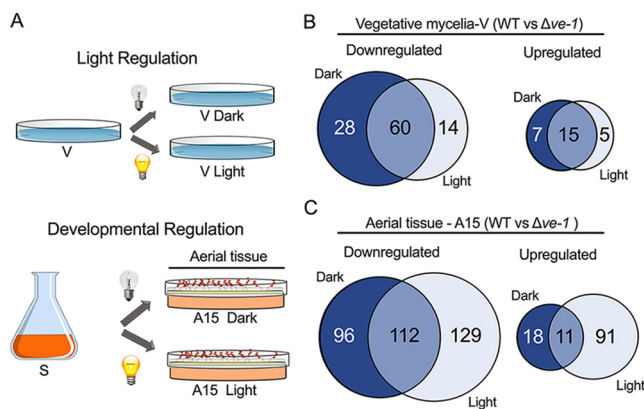 A
Light Regulation
V
V Dark
V Light
Developmental Regulation
Aerial tissue
S
A15 Dark
A15 Light
B
Vegetative mycelia-V (WT vs Δve-1)
Downregulated
Upregulated
Dark
28
60
14
Light
Dark
7
15
5
Light
C
Aerial tissue - A15 (WT vs Δve-1 )
Downregulated
Upregulated
Dark
96
112
129
Light
Dark
18
11
91
Light